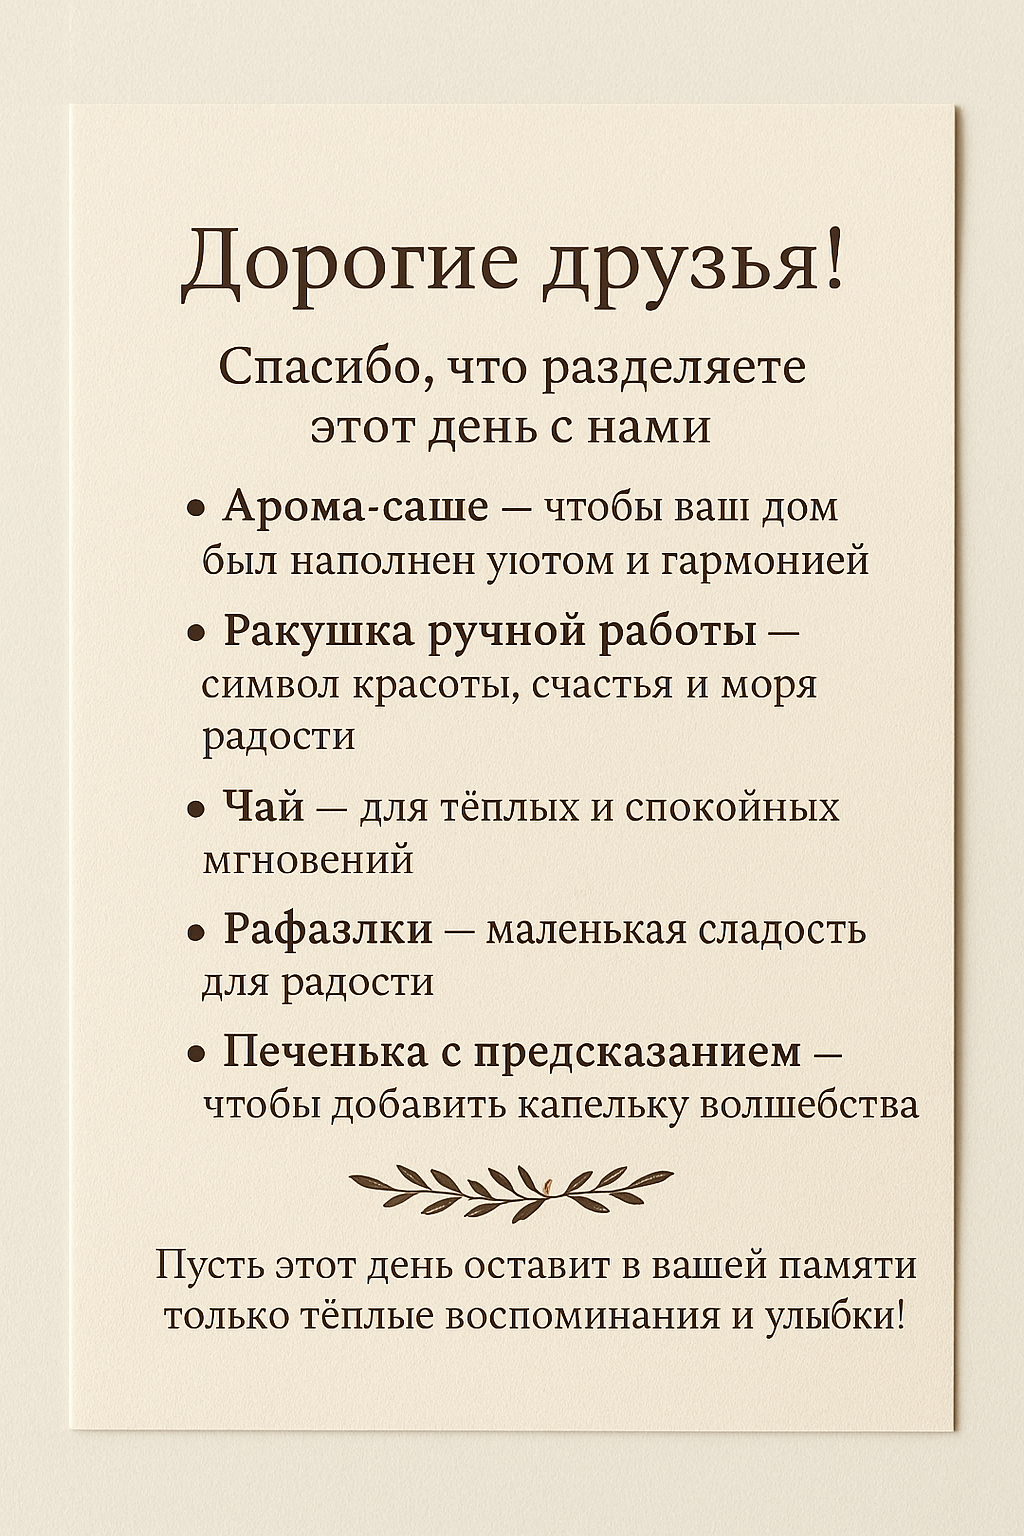 Дорогие друзья!
Спасибо, что разделяете
этот день с нами
• Арома-саше — чтобы ваш дом
был наполнен уютом и гармонией
• Ракушка ручной работы —
символ красоты, счастья и моря
радости
• Чай — для тёплых и спокойных
мгновений
• Рафазлки — маленькая сладость
для радости
• Печенька с предсказанием —
чтобы добавить капельку волшебства
Пусть этот день оставит в вашей памяти
только тёплые воспоминания и улыбки!